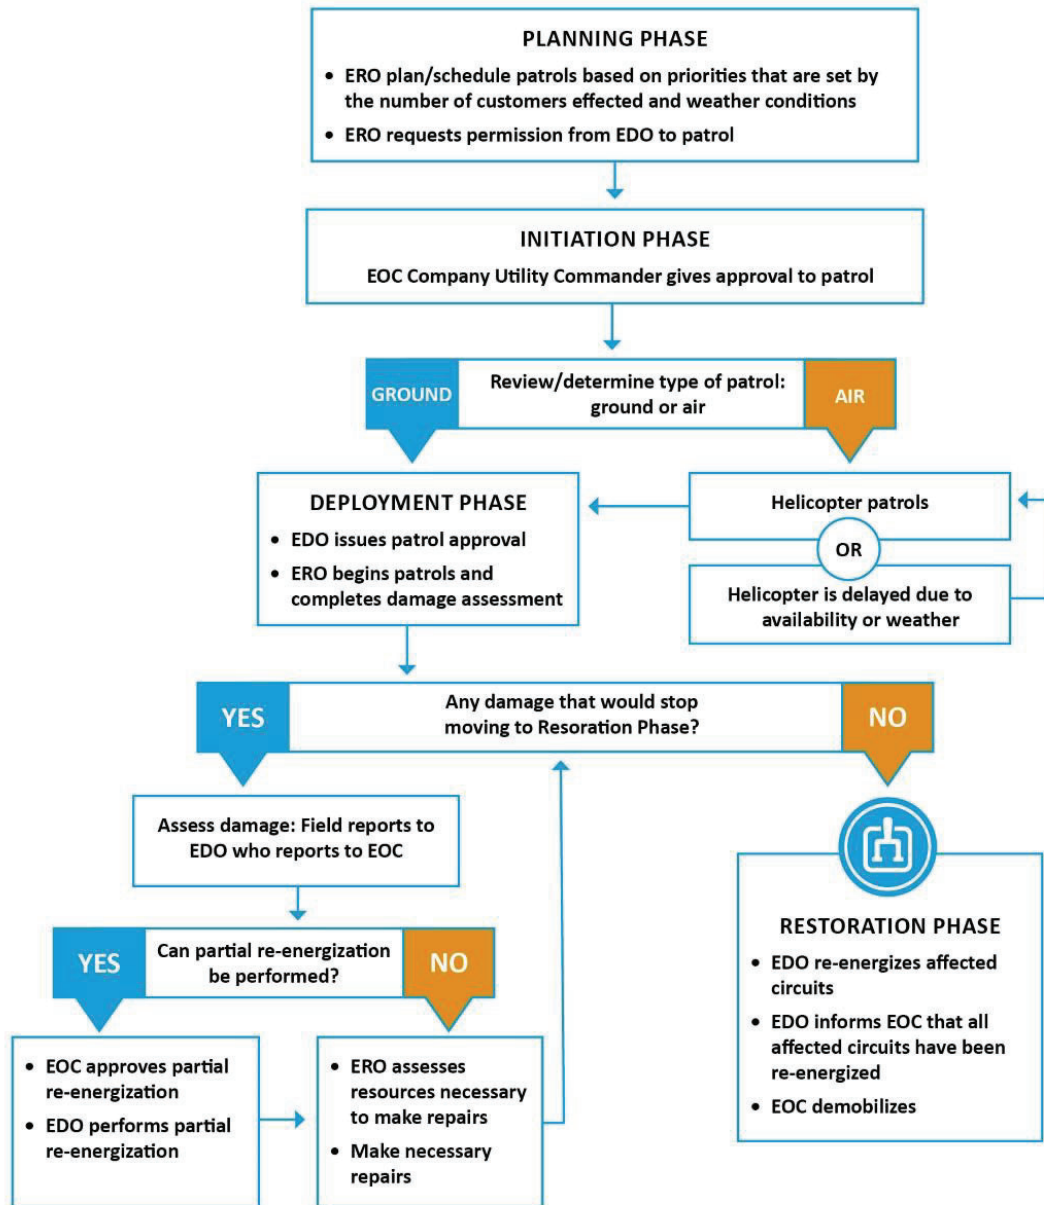 PLANNING PHASE
• ERO plan/schedule patrols based on priorities that are set by
the number of customers effected and weather conditions
• ERO requests permission from EDO to patrol
INITIATION PHASE
EOC Company Utility Commander gives approval to patrol
GROUND
Review/determine type of patrol:
ground or air
AIR
DEPLOYMENT PHASE
• EDO issues patrol approval
• ERO begins patrols and
completes damage assessment
Helicopter patrols
OR
Helicopter is delayed due to
availability or weather
YES
Any damage that would stop
moving to Resoration Phase?
NO
Assess damage: Field reports to
EDO who reports to EOC
YES
Can partial re-energization
be performed?
NO
• EOC approves partial
re-energization
• EDO performs partial
re-energization
• ERO assesses
resources necessary
to make repairs
• Make necessary
repairs
RESTORATION PHASE
• EDO re-energizes affected
circuits
• EDO informs EOC that all
affected circuits have been
re-energized
• EOC demobilizes